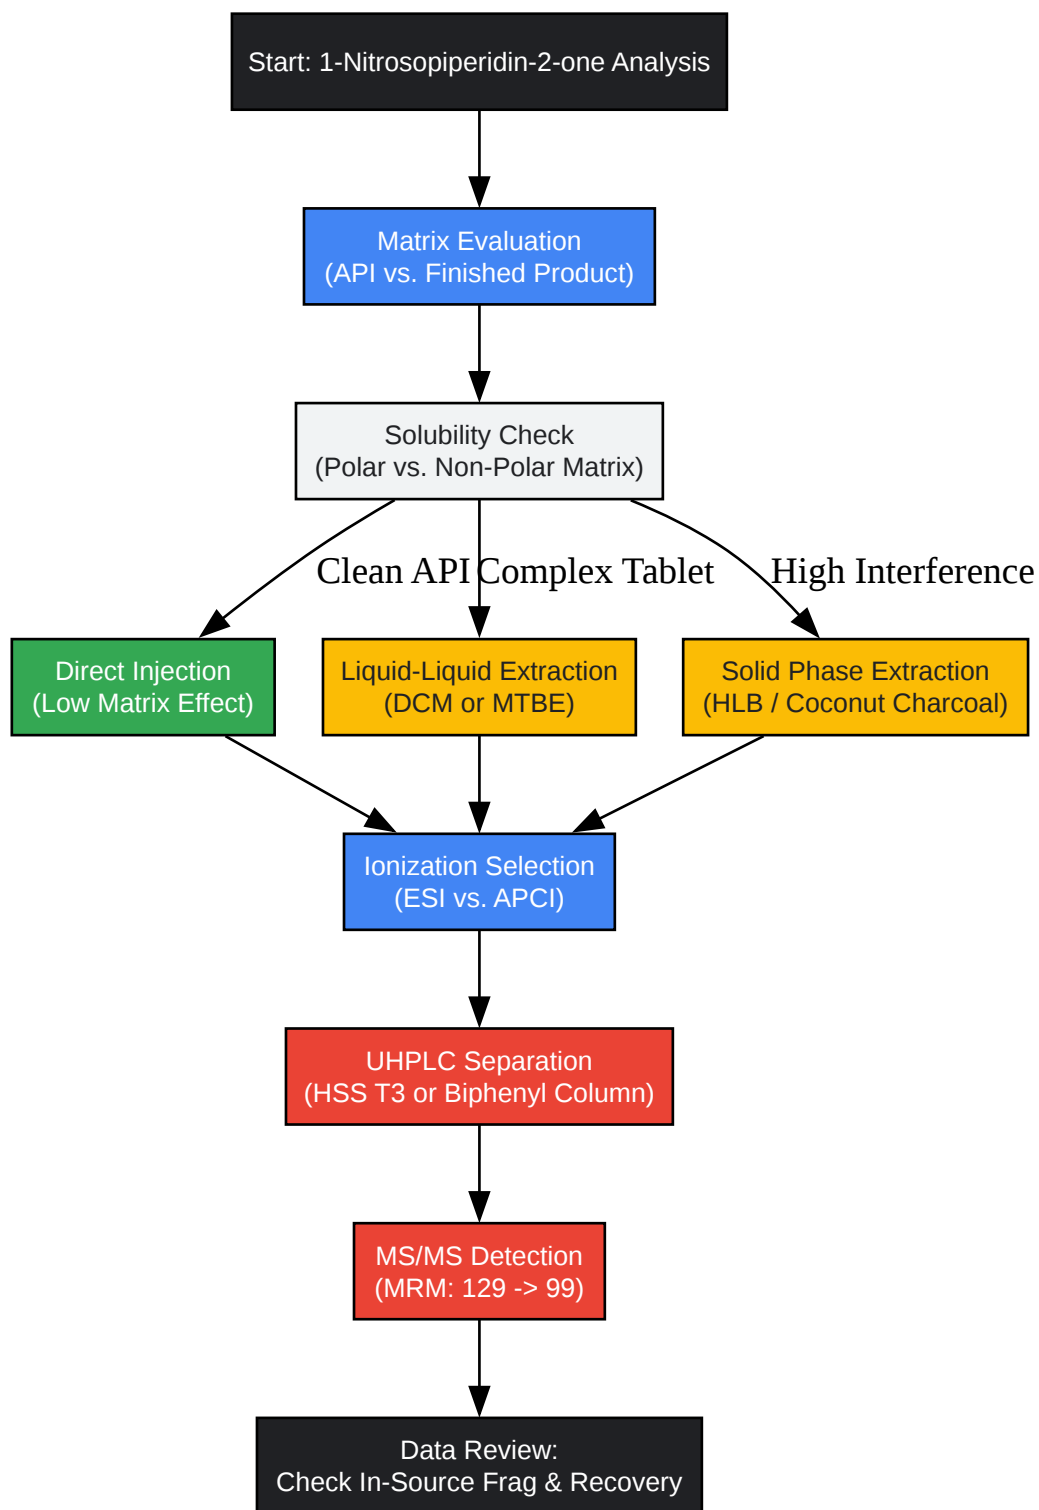 Start: 1-Nitrosopiperidin-2-one Analysis
Matrix Evaluation
(API vs. Finished Product)
Solubility Check
(Polar vs. Non-Polar Matrix)
Clean API
Complex Tablet
High Interference
Direct Injection
(Low Matrix Effect)
Liquid-Liquid Extraction
(DCM or MTBE)
Solid Phase Extraction
(HLB / Coconut Charcoal)
Ionization Selection
(ESI vs. APCI)
UHPLC Separation
(HSS T3 or Biphenyl Column)
MS/MS Detection
(MRM: 129 -> 99)
Data Review:
Check In-Source Frag & Recovery